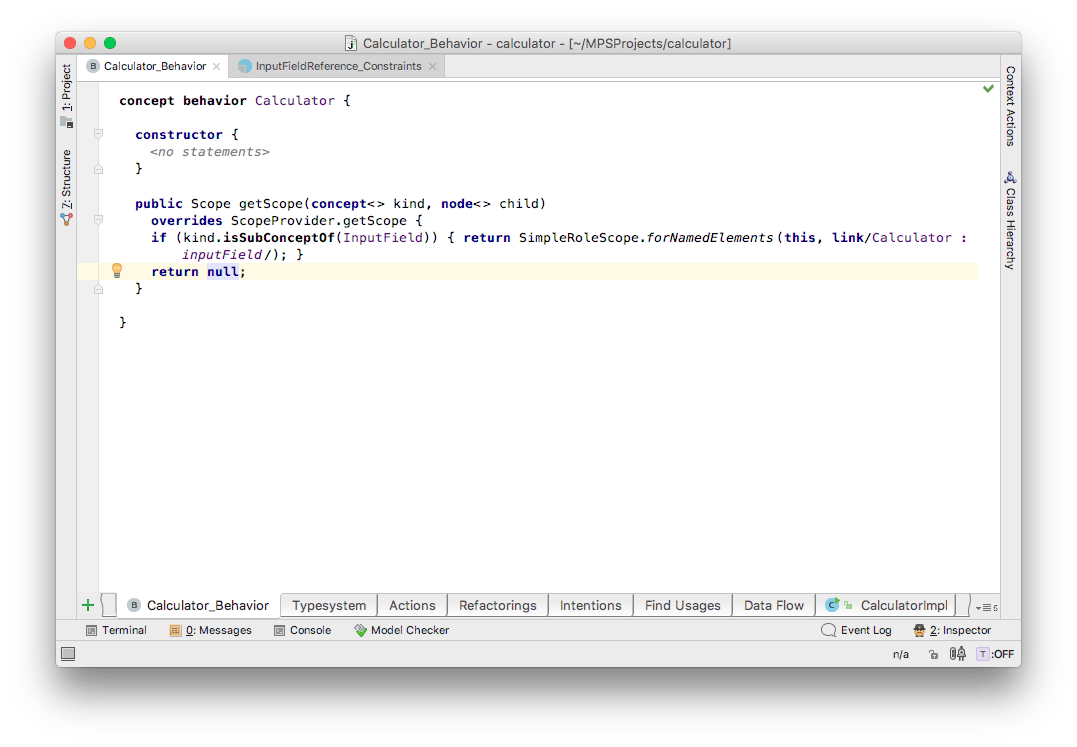 Calculator_Behavior - calculator - [~/MPSProjects/calculator]
B Calculator_Behavior InputFieldReference_Constraints
1: Project
Z: Structure
concept behavior Calculator {
constructor {
<no statements>
}
public Scope getScope(concept<> kind, node<> child)
overrides ScopeProvider.getScope {
if (kind.isSubConceptOf(InputField)) { return SimpleRoleScope.forNamedElements(this, link/Calculator :
inputField/); }
return null;
}
}
Context Actions
Class Hierarchy
B Calculator_Behavior Typesystem Actions Refactorings Intentions Find Usages Data Flow C CalculatorImpl 5
Terminal 0: Messages Console Model Checker Event Log 2: Inspector
n/a T :OFF